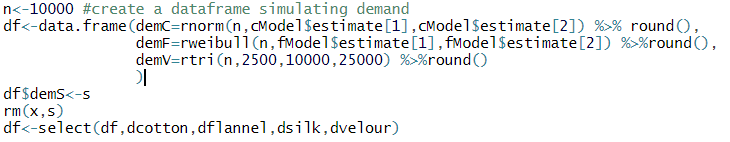 n<-10000 #create a dataframe simulating demand
df<-data.frame(demC=rnorm(n,cModel$estimate[1],cModel$estimate[2]) %>% round(),
demF=rweibull(n,fModel$estimate[1],fModel$estimate[2]) %>%round(),
demV=rtri(n,2500,10000,25000) %>%round()
)
df$demS<-s
rm(x,s)
df<-select(df,dcotton,dflannel,dsilk,dvelour)